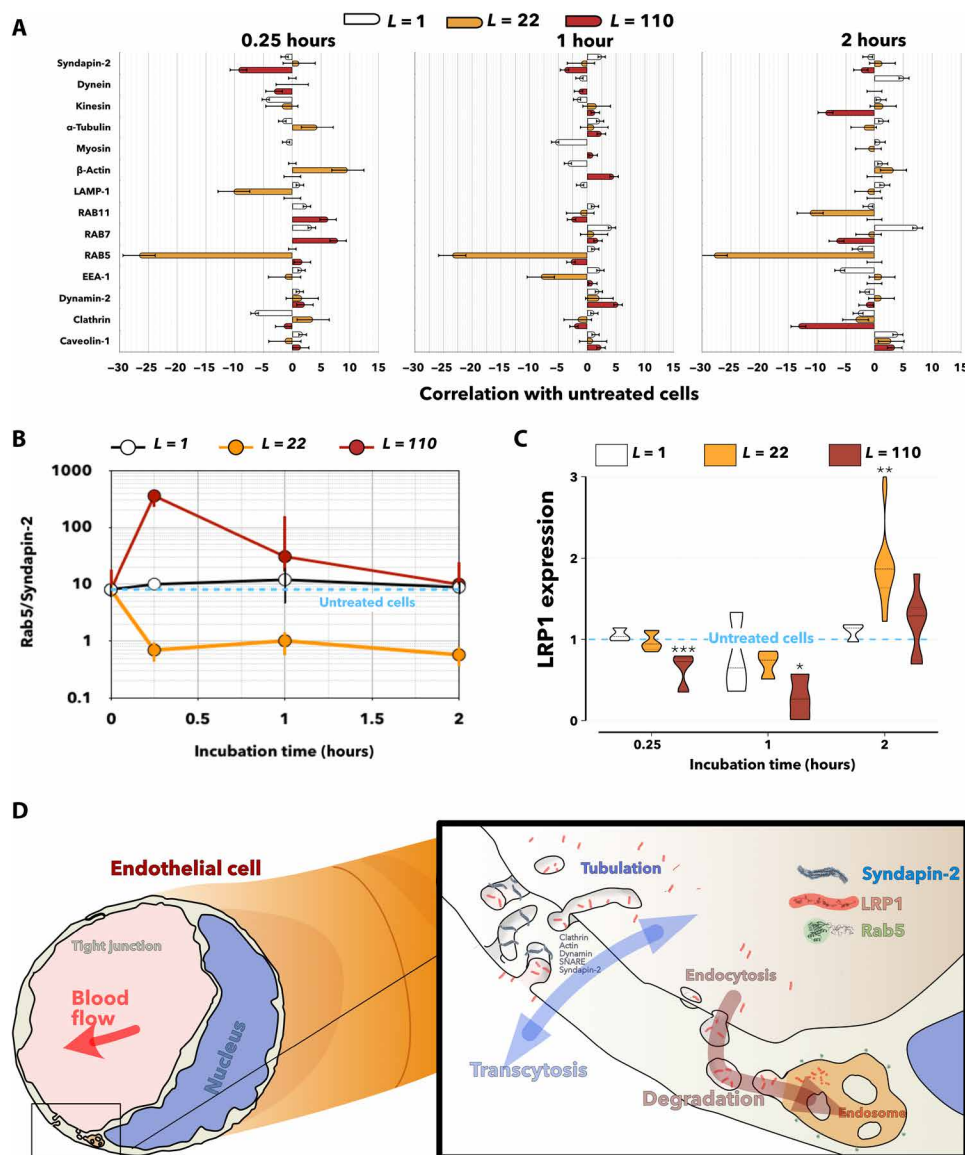 A
L = 1 L = 22 L = 110
0.25 hours 1 hour 2 hours
Syndapin-2
Dynein
Kinesin
α-Tubulin
Myosin
β-Actin
LAMP-1
RAB11
RAB7
RAB5
EEA-1
Dynamin-2
Clathrin
Caveolin-1
−30 −25 −20 −15 −10 −5 0 5 10 15 −30 −25 −20 −15 −10 −5 0 5 10 15 −30 −25 −20 −15 −10 −5 0 5 10 15
Correlation with untreated cells
B
L = 1 L = 22 L = 110
Rab5/Syndapin-2
1000
100
10
1
0.1
Untreated cells
0 0.5 1 2
Incubation time (hours)
C
L = 1 L = 22 L = 110
LRP1 expression
3
2
1
0
**
Untreated cells
***
*
0.25 1 2
Incubation time (hours)
D
Endothelial cell
Tight junction
Blood
flow
Nucleus
Tubulation
Syndapin-2
LRP1
Rab5
Clathrin
Actin
Dynamin
SNARE
Syndapin-2
Endocytosis
Transcytosis
Degradation
Endosome